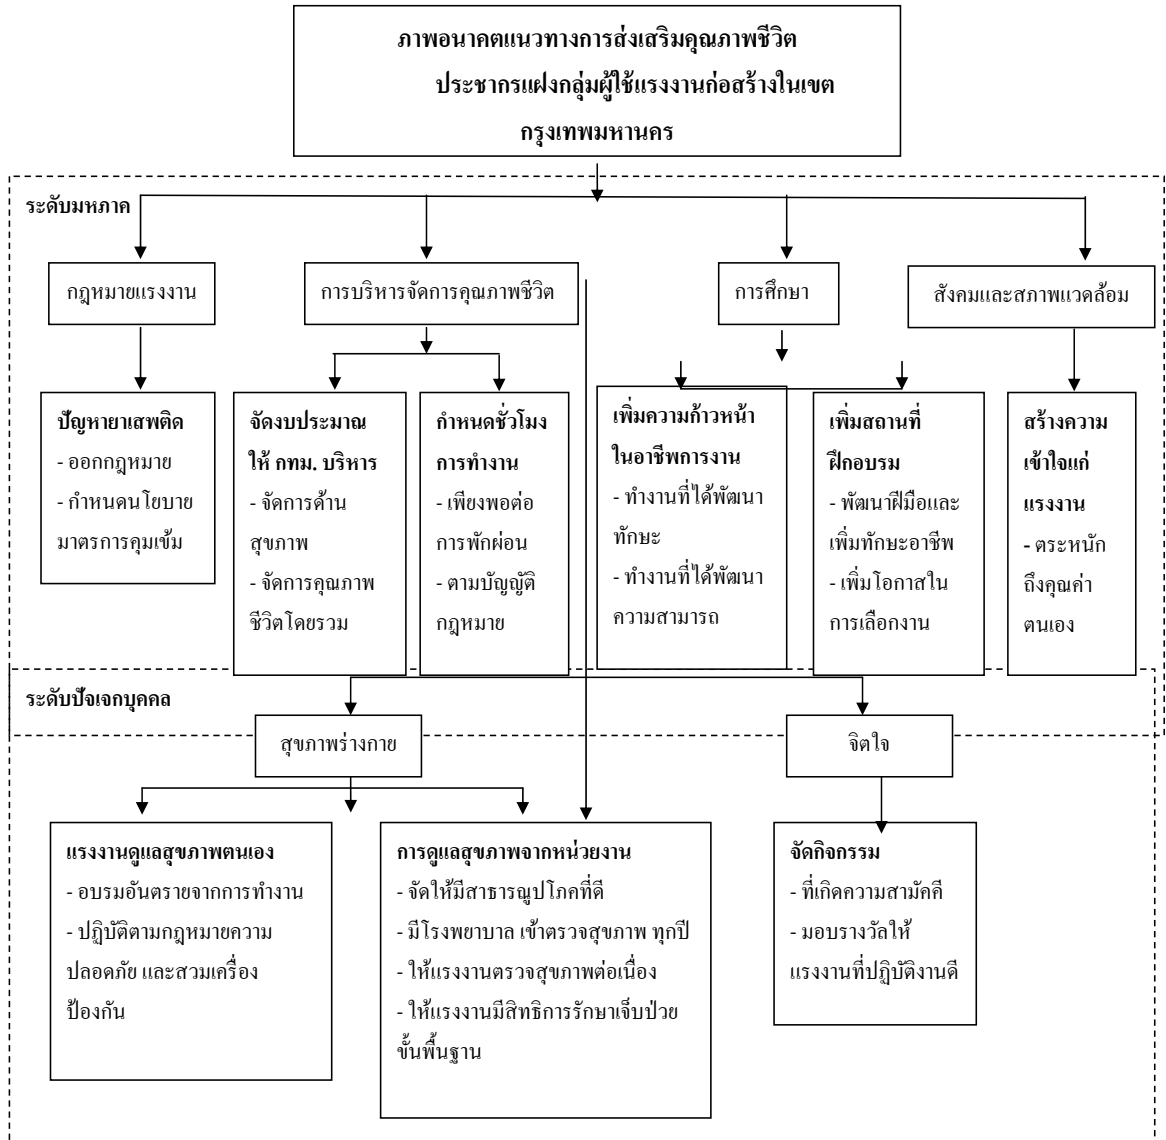 ภาพอนาคตแนวทางการส่งเสริมคุณภาพชีวิต
ประชากรแฝงกลุ่มผู้ใช้แรงงานก่อสร้างในเขต
กรุงเทพมหานคร
ระดับมหภาค
กฎหมายแรงงาน
การบริหารจัดการคุณภาพชีวิต
การศึกษา
สังคมและสภาพแวดล้อม
ปัญหายาเสพติด
- ออกกฎหมาย
- กำหนดนโยบาย
มาตรการคุมเข้ม
จัดงบประมาณ
ให้ กทม. บริหาร
- จัดการด้าน
สุขภาพ
- จัดการคุณภาพ
ชีวิตโดยรวม
กำหนดชั่วโมง
การทำงาน
- เพียงพอต่อ
การพักผ่อน
- ตามบัญญัติ
กฎหมาย
เพิ่มความก้าวหน้า
ในอาชีพการงาน
- ทำงานที่ได้พัฒนา
ทักษะ
- ทำงานที่ได้พัฒนา
ความสามารถ
เพิ่มสถานที่
ฝึกอบรม
- พัฒนาฝีมือและ
เพิ่มทักษะอาชีพ
- เพิ่มโอกาสใน
การเลือกงาน
สร้างความ
เข้าใจแก่
แรงงาน
- ตระหนัก
ถึงคุณค่า
ตนเอง
ระดับปัจเจกบุคคล
สุขภาพร่างกาย
จิตใจ
แรงงานดูแลสุขภาพตนเอง
- อบรมอันตรายจากการทำงาน
- ปฏิบัติตามกฎหมายความ
ปลอดภัย และสวมเครื่อง
ป้องกัน
การดูแลสุขภาพจากหน่วยงาน
- จัดให้มีสาธารณูปโภคที่ดี
- มีโรงพยาบาล เข้าตรวจสุขภาพ ทุกปี
- ให้แรงงานตรวจสุขภาพต่อเนื่อง
- ให้แรงงานมีสิทธิการรักษาเจ็บป่วย
ขั้นพื้นฐาน
จัดกิจกรรม
- ที่เกิดความสามัคคี
- มอบรางวัลให้
แรงงานที่ปฏิบัติงานดี